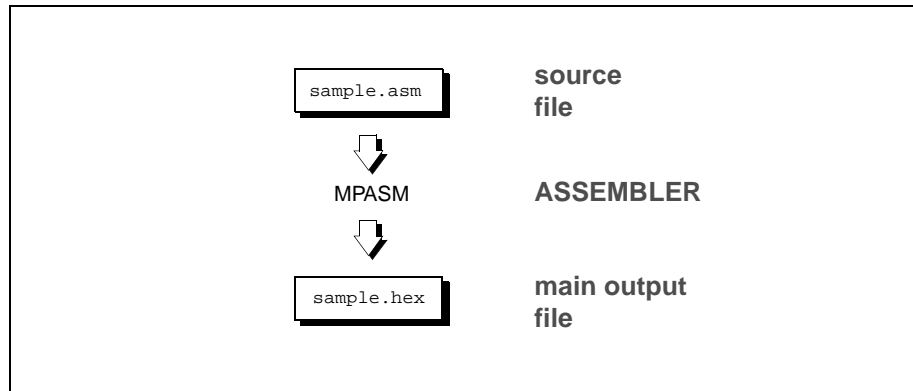 sample.asm
source
file
MPASM
ASSEMBLER
sample.hex
main output
file